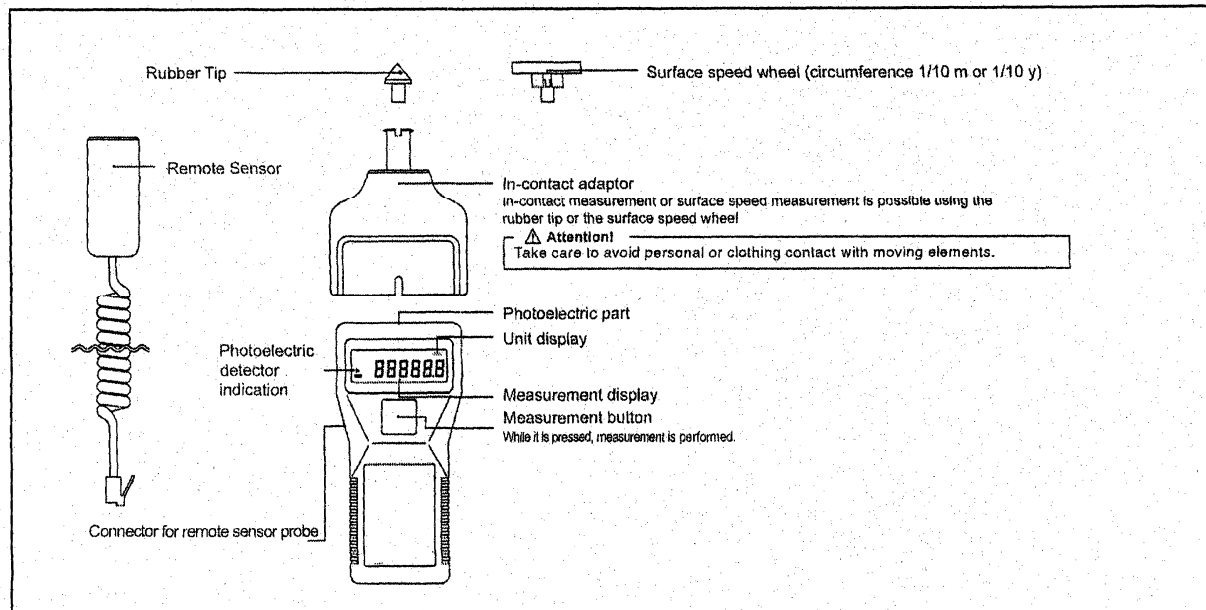 Rubber Tip
Surface speed wheel (circumference 1/10 m or 1/10 y)
Remote Sensor
In-contact adaptor
In-contact measurement or surface speed measurement is possible using the
rubber tip or the surface speed wheel
⚠ Attention!
Take care to avoid personal or clothing contact with moving elements.
Photoelectric part
Unit display
Photoelectric
detector
indication
888888.8
Measurement display
Measurement button
While it is pressed, measurement is performed.
Connector for remote sensor probe